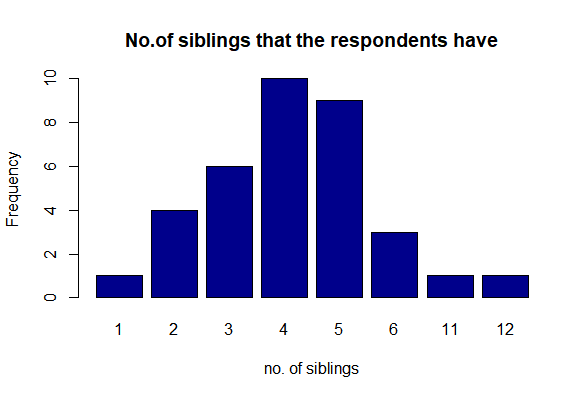 No.of siblings that the respondents have
Frequency
10
8
6
4
2
0
1 2 3 4 5 6 11 12
no. of siblings